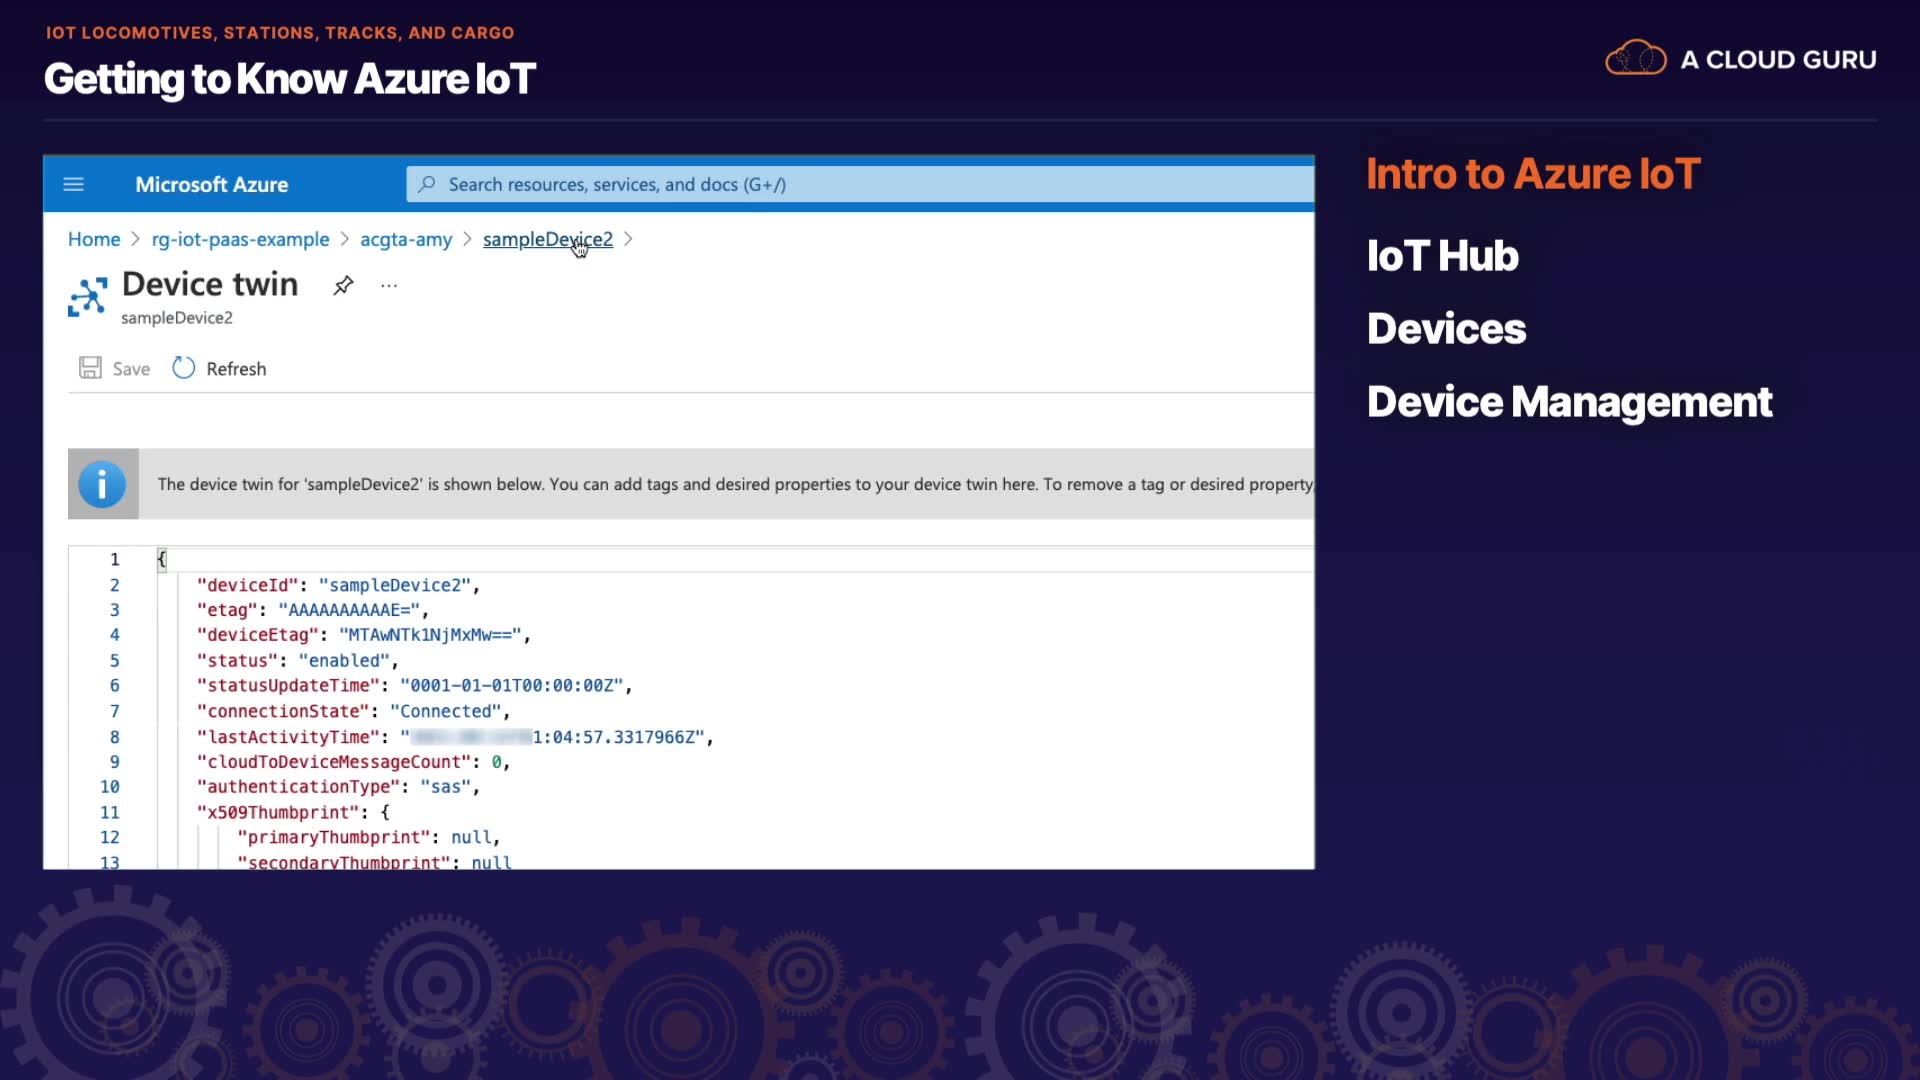 IOT LOCOMOTIVES, STATIONS, TRACKS, AND CARGO
Getting to Know Azure IoT
A CLOUD GURU
Microsoft Azure
Search resources, services, and docs (G+/)
Home > rg-iot-paas-example > acgta-amy > sampleDevice2 >
Device twin
...
sampleDevice2
Save
Refresh
The device twin for 'sampleDevice2' is shown below. You can add tags and desired properties to your device twin here. To remove a tag or desired property,
1 {
2 "deviceId": "sampleDevice2",
3 "etag": "AAAAAAAAAAE=",
4 "deviceEtag": "MTAwNTk1NjMxMw==",
5 "status": "enabled",
6 "statusUpdateTime": "0001-01-01T00:00:00Z",
7 "connectionState": "Connected",
8 "lastActivityTime": " 1:04:57.3317966Z",
9 "cloudToDeviceMessageCount": 0,
10 "authenticationType": "sas",
11 "x509Thumbprint": {
12 "primaryThumbprint": null,
13 "secondaryThumbprint": null
Intro to Azure IoT
IoT Hub
Devices
Device Management